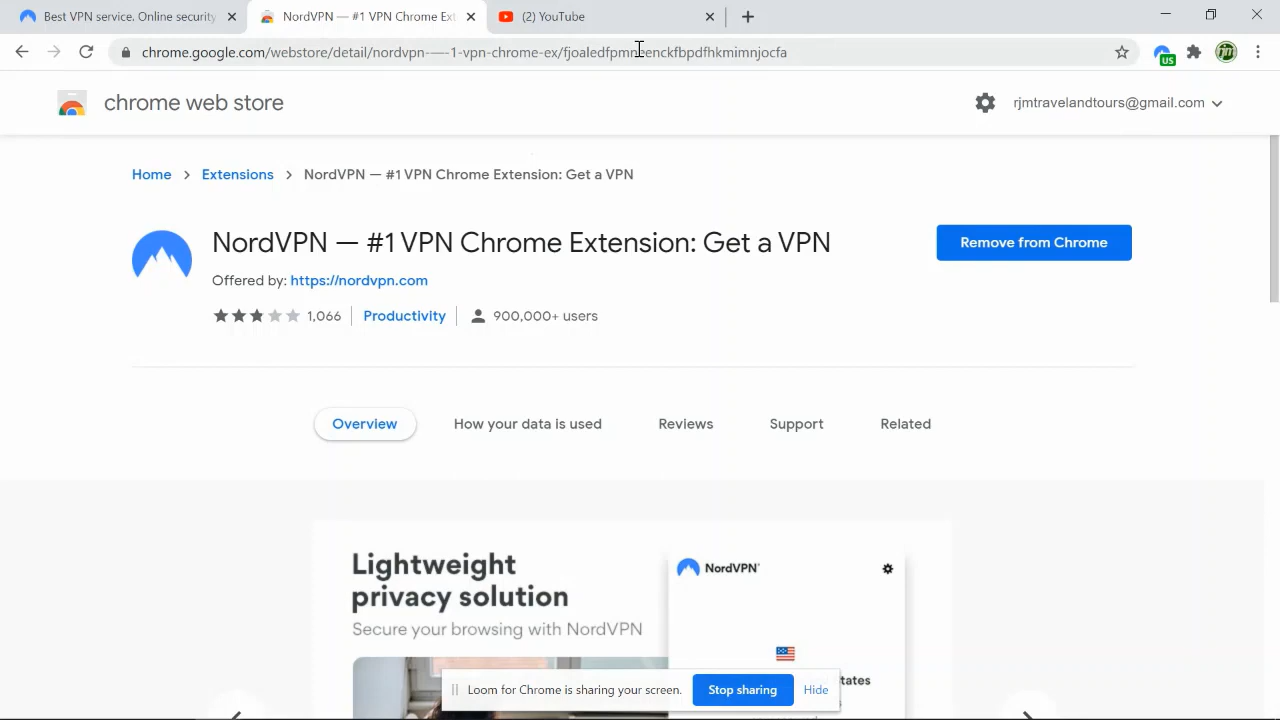 Best VPN service. Online security
NordVPN — #1 VPN Chrome Ext
(2) YouTube
chrome.google.com/webstore/detail/nordvpn-—-1-vpn-chrome-ex/fjoaledfpmneenckfbpdfhkmimnjocfa
US
rjm
chrome web store
rjmtravelandtours@gmail.com
Home
Extensions
NordVPN — #1 VPN Chrome Extension: Get a VPN
NordVPN — #1 VPN Chrome Extension: Get a VPN
Remove from Chrome
Offered by: https://nordvpn.com
1,066
Productivity
900,000+ users
Overview
How your data is used
Reviews
Support
Related
Lightweight
privacy solution
Secure your browsing with NordVPN
NordVPN®
tates
Loom for Chrome is sharing your screen.
Stop sharing
Hide